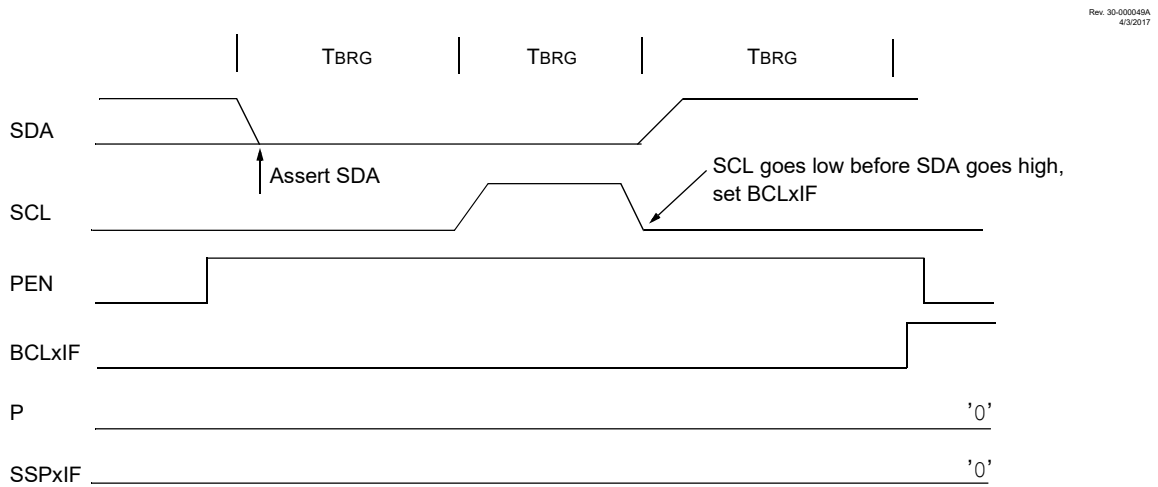 Rev. 30-000049A
4/3/2017
TBRG TBRG TBRG
SDA
Assert SDA
SCL goes low before SDA goes high,
set BCLxIF
SCL
PEN
BCLxIF
P '0'
SSPxIF '0'